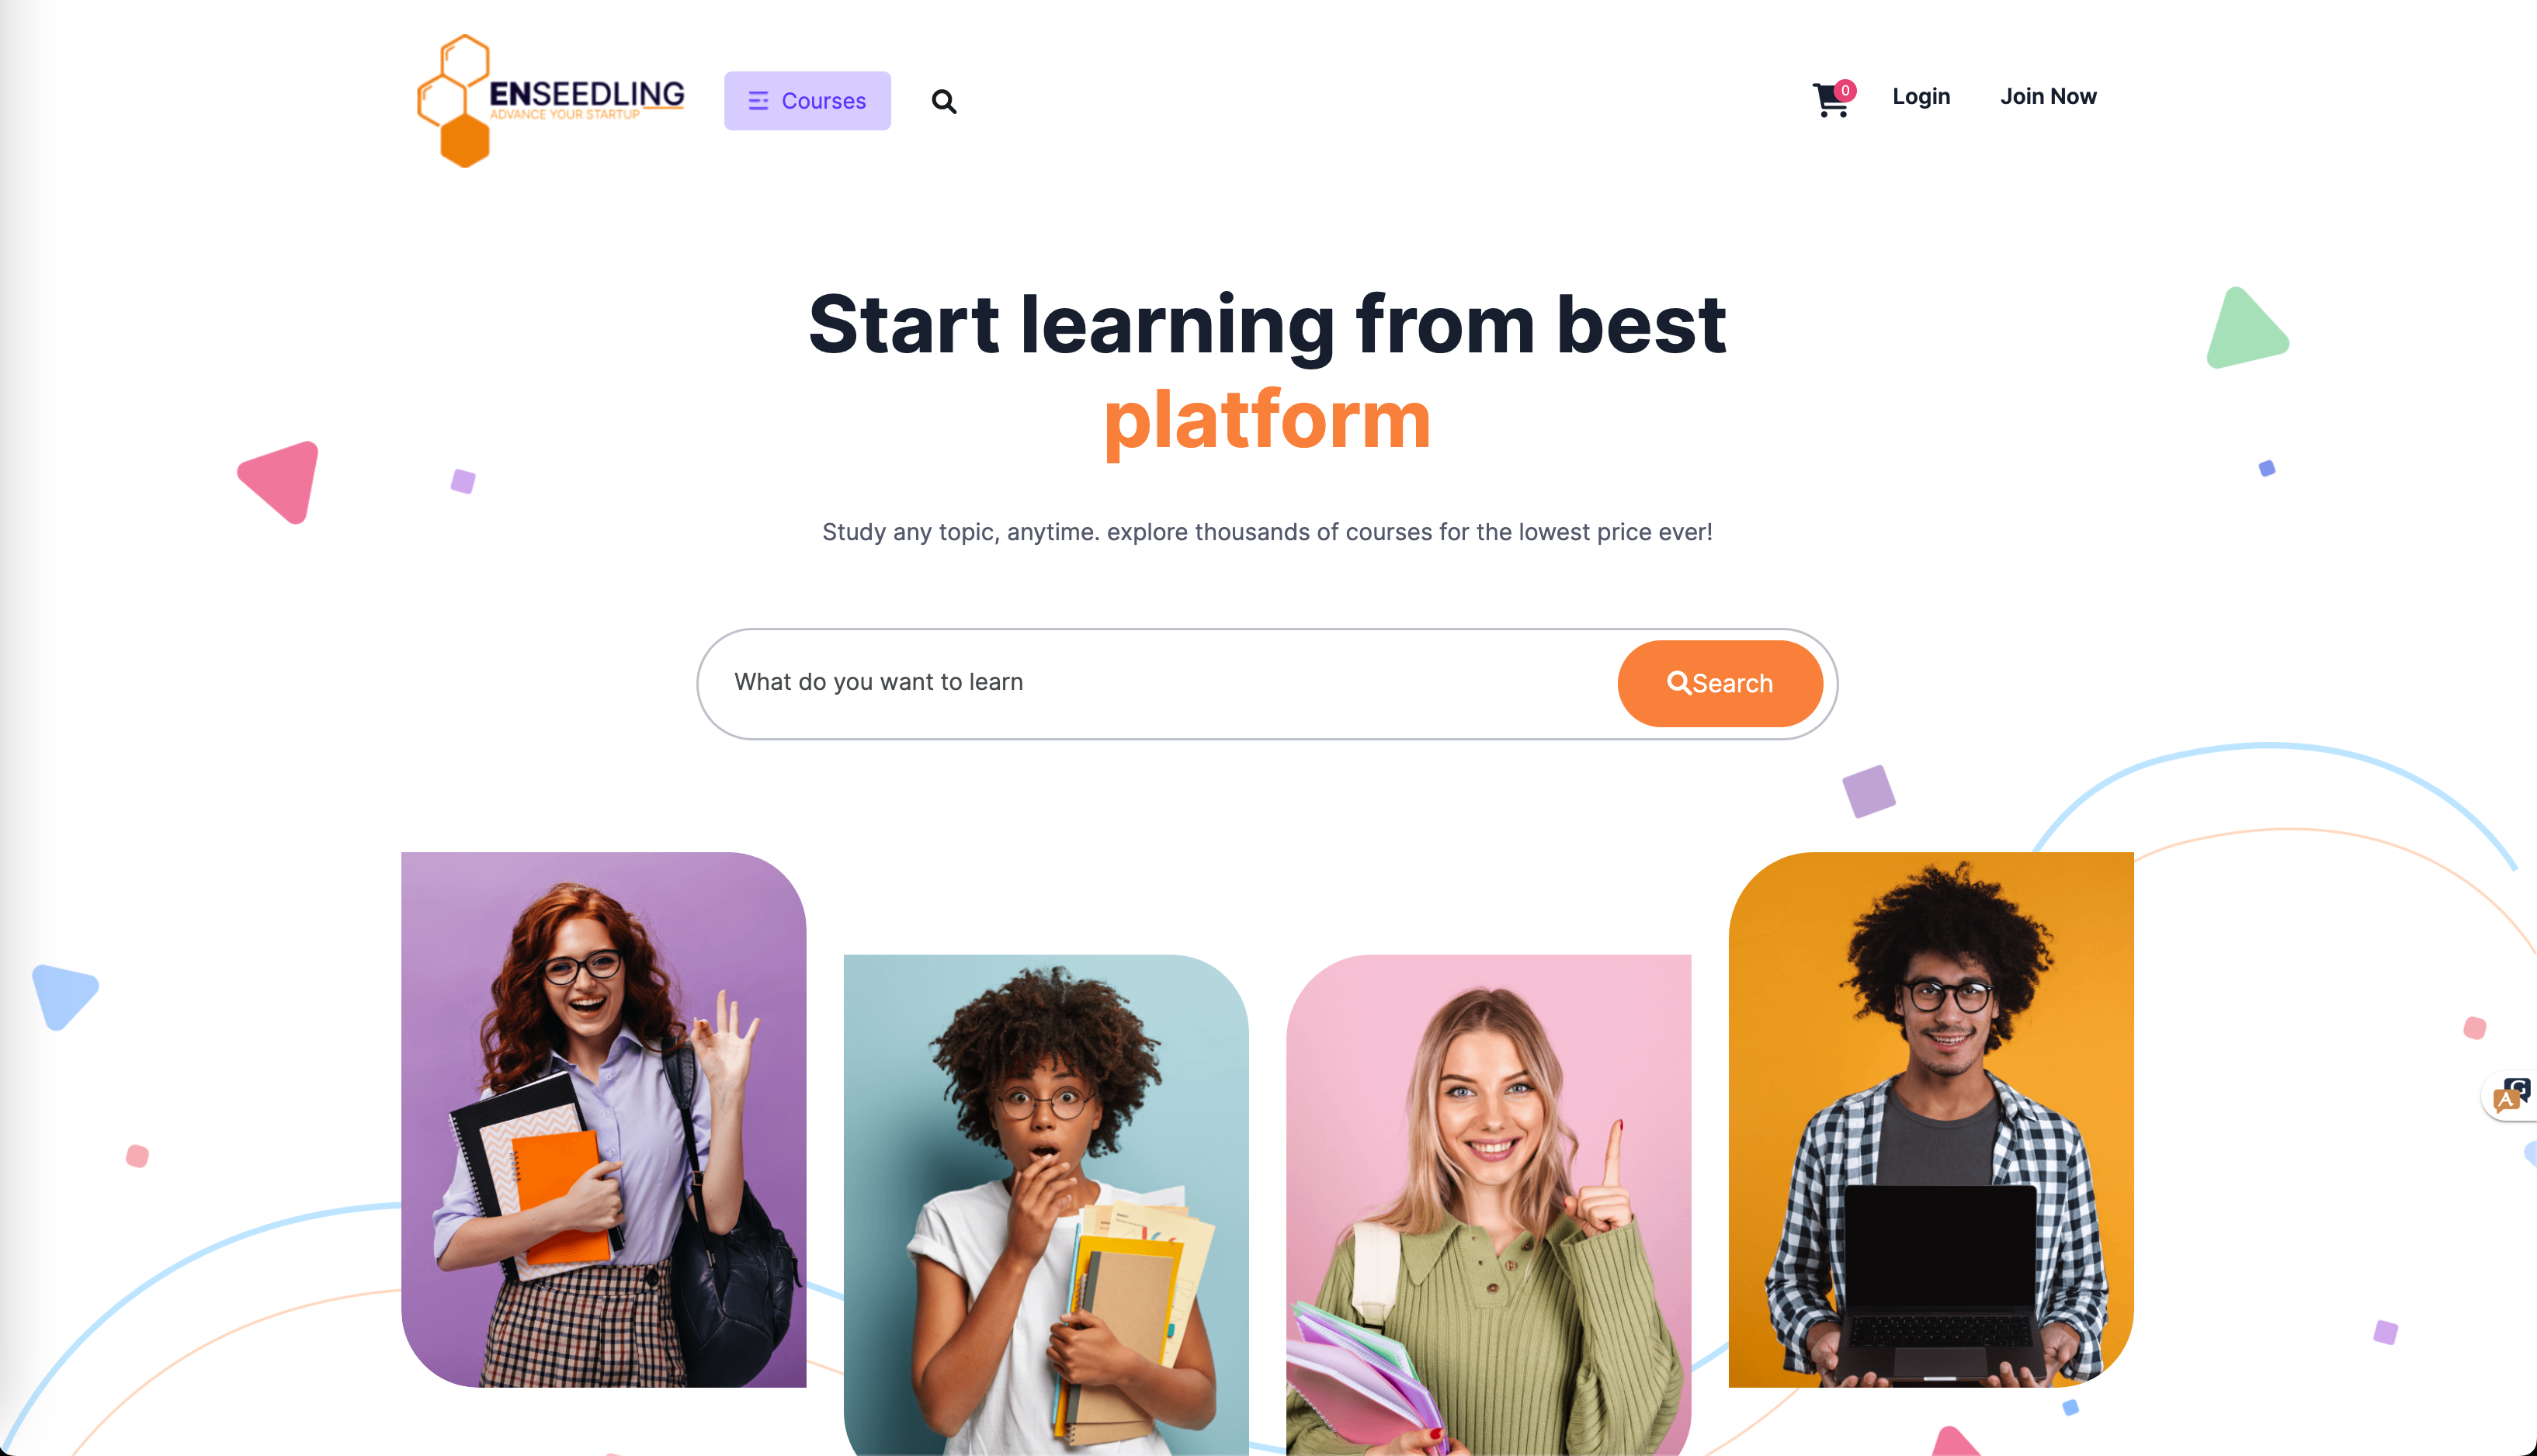 ENSEEDLING
ADVANCE YOUR STARTUP
Courses
0
Login
Join Now
Start learning from best
platform
Study any topic, anytime. explore thousands of courses for the lowest price ever!
What do you want to learn
Search
G
A